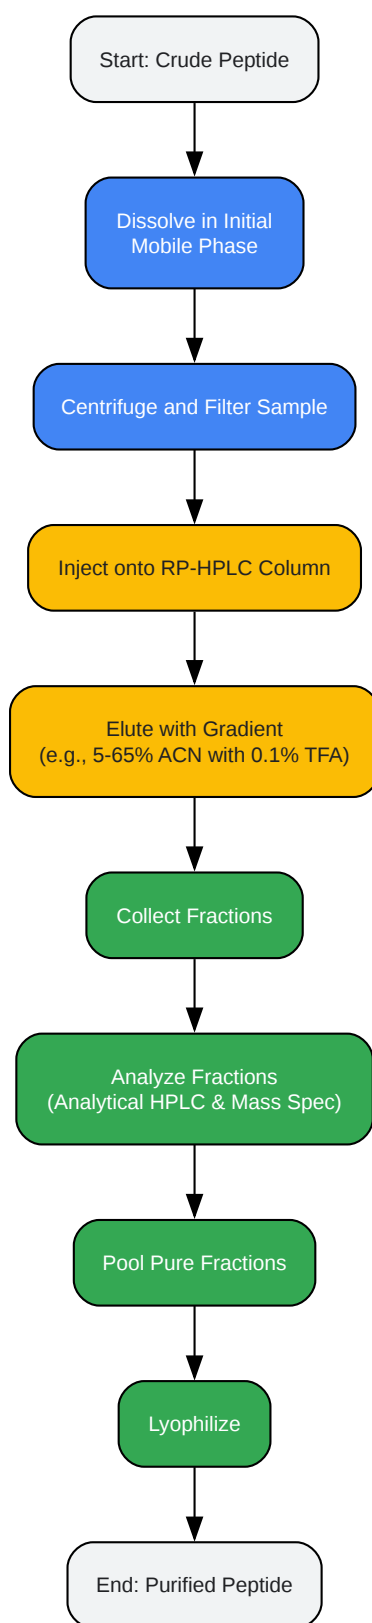 Start: Crude Peptide
Dissolve in Initial
Mobile Phase
Centrifuge and Filter Sample
Inject onto RP-HPLC Column
Elute with Gradient
(e.g., 5-65% ACN with 0.1% TFA)
Collect Fractions
Analyze Fractions
(Analytical HPLC & Mass Spec)
Pool Pure Fractions
Lyophilize
End: Purified Peptide